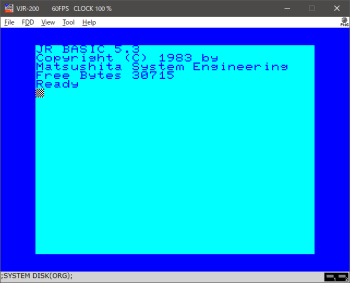 VJR-200 60FPS CLOCK 100 %
File FDD View Tool Help
JR BASIC 5.3
Copyright (C) 1983 by
Matsushita System Engineering
Free Bytes 30715
Ready
;SYSTEM DISK(ORG);